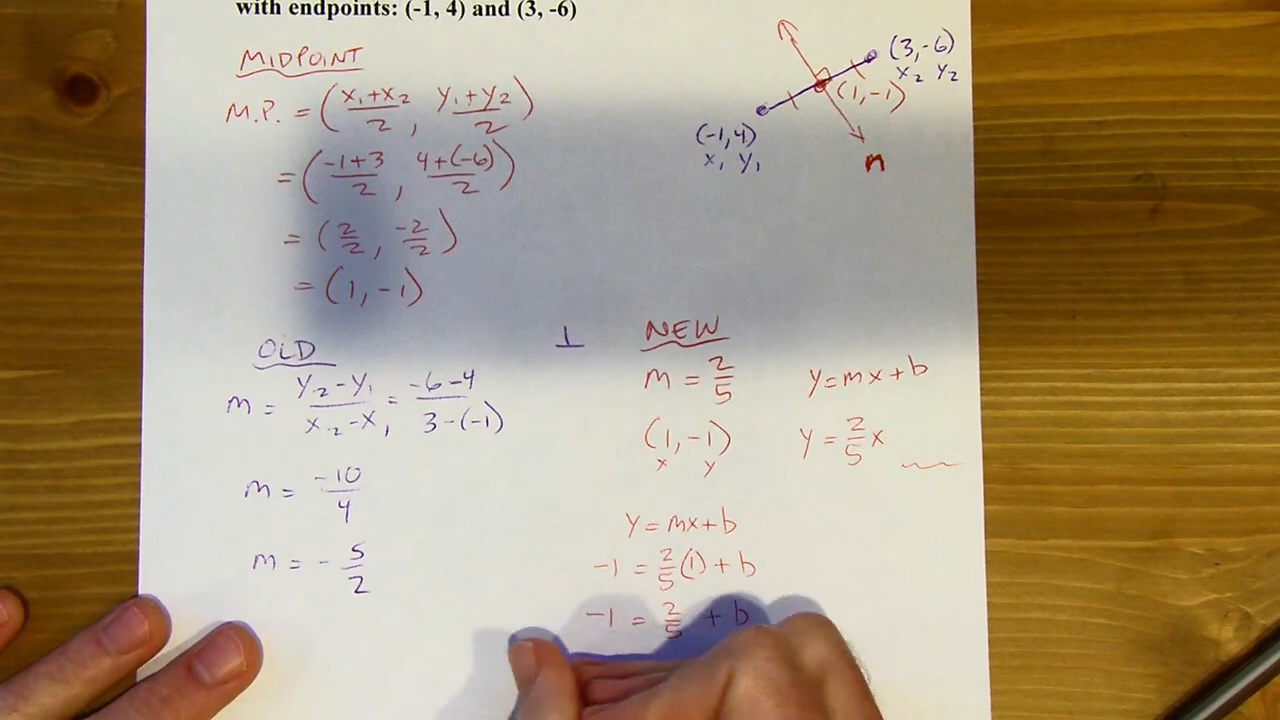 with endpoints: (-1, 4) and (3, -6)
MIDPOINT
M.P. = (x₁+x₂/2, y₁+y₂/2)
= (-1+3/2, 4+(-6)/2)
= (2/2, -2/2)
= (1, -1)
(3, -6)
x₂ y₂
(1, -1)
(-1, 4)
x₁ y₁
n
OLD
m = y₂-y₁/x₂-x₁ = -6-4/3-(-1)
m = -10/4
m = -5/2
⊥
NEW
m = 2/5
(1, -1)
x y
y = mx+b
y = 2/5 x
y = mx+b
-1 = 2/5(1) + b
-1 = 2/5 + b